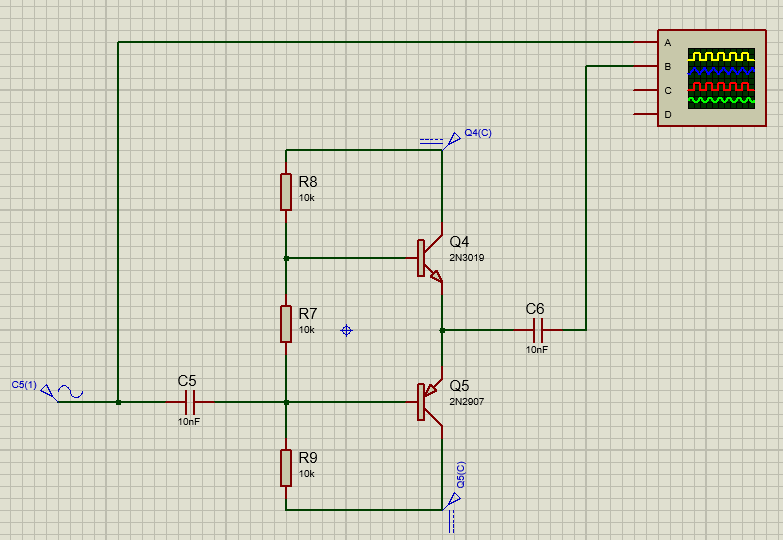 A
B
C
D
Q4(C)
R8
10k
Q4
2N3019
R7
10k
C6
10nF
C5(1)
C5
10nF
Q5
2N2907
R9
10k
Q5(C)